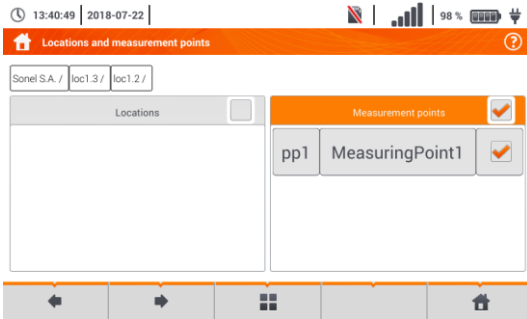 13:40:49 2018-07-22 98 %
Locations and measurement points ?
Sonel S.A. / loc1.3 / loc1.2 /
Locations Measurement points
pp1 MeasuringPoint1